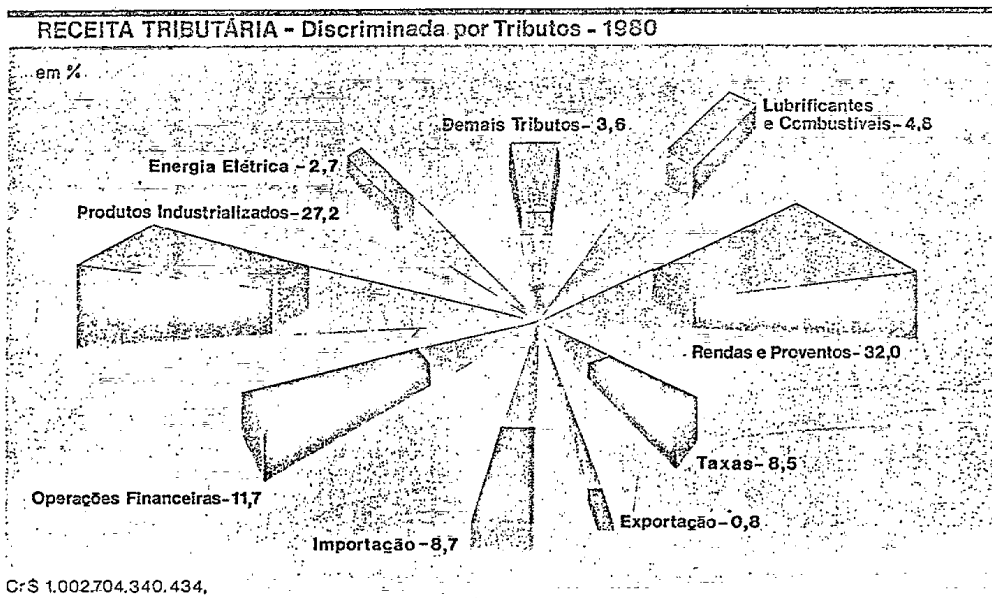 RECEITA TRIBUTÁRIA - Discriminada por Tributos - 1980
em %
Lubrificantes
e Combustíveis-4,8
Demais Tributos-3,6
Energia Elétrica-2,7
Produtos Industrializados-27,2
Rendas e Proventos-32,0
Taxas-8,5
Operações Financeiras-11,7
Exportação-0,8
Importação-8,7
Cr$ 1.002.704.340.434,